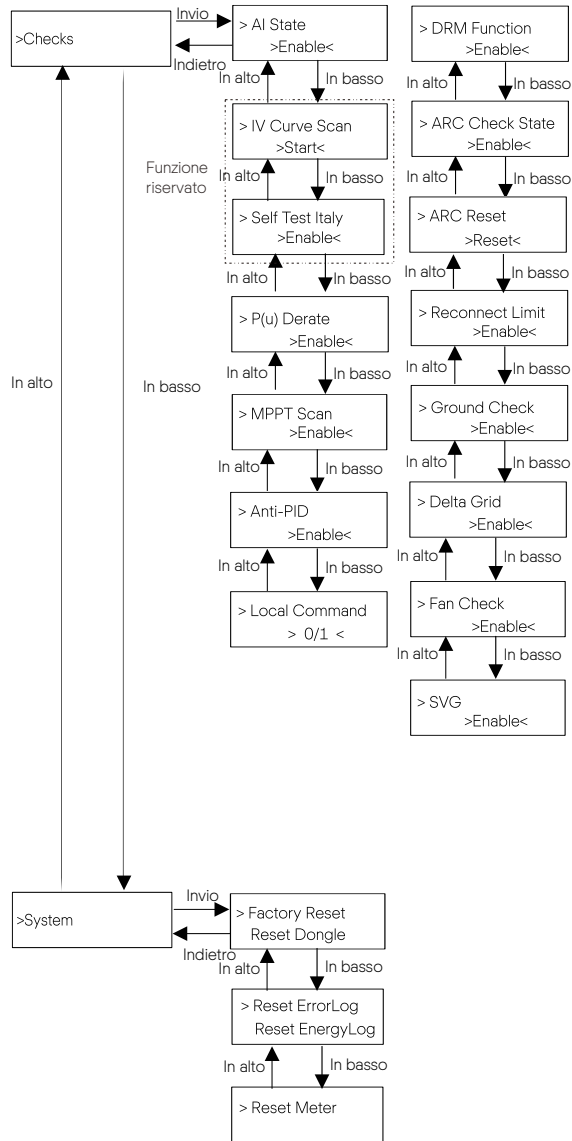 >Checks
Invio
Indietro
> AI State
>Enable<
In alto
In basso
> IV Curve Scan
>Start<
Funzione
riservato
In alto
In basso
> Self Test Italy
>Enable<
In alto
In basso
> P(u) Derate
>Enable<
In alto
In basso
> MPPT Scan
>Enable<
In alto
In basso
> Anti-PID
>Enable<
In alto
In basso
> Local Command
> 0/1 <
> DRM Function
>Enable<
In alto
In basso
> ARC Check State
>Enable<
In alto
In basso
> ARC Reset
>Reset<
In alto
In basso
> Reconnect Limit
>Enable<
In alto
In basso
> Ground Check
>Enable<
In alto
In basso
> Delta Grid
>Enable<
In alto
In basso
> Fan Check
>Enable<
In alto
In basso
> SVG
>Enable<
In alto
In basso
>System
Invio
Indietro
> Factory Reset
Reset Dongle
In alto
In basso
> Reset ErrorLog
Reset EnergyLog
In alto
In basso
> Reset Meter